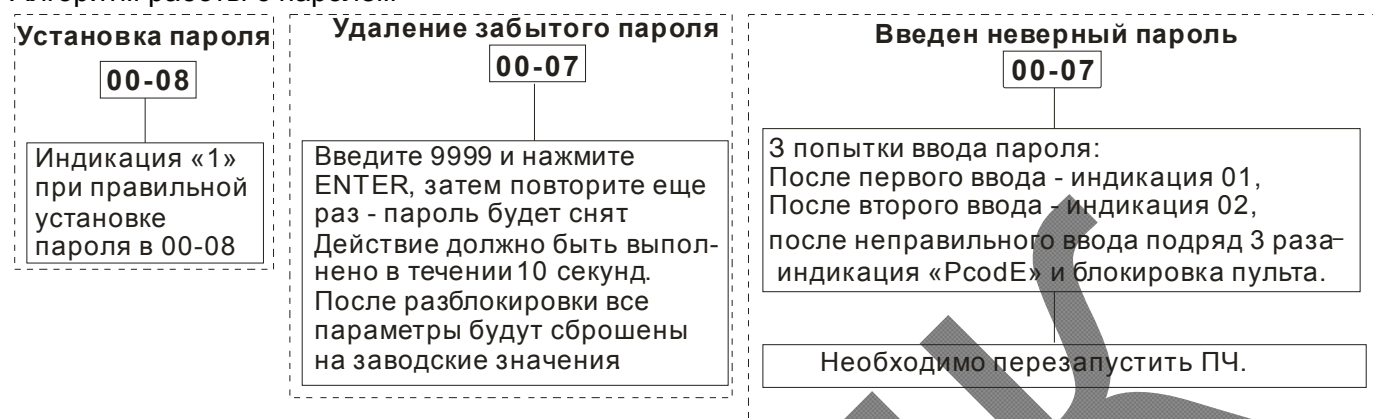 Установка пароля
00-08
Индикация «1»
при правильной
установке
пароля в 00-08
Удаление забытого пароля
00-07
Введите 9999 и нажмите
ENTER, затем повторите еще
раз - пароль будет снят
Действие должно быть выпол-
нено в течении 10 секунд.
После разблокировки все
параметры будут сброшены
на заводские значения
Введен неверный пароль
00-07
3 попытки ввода пароля:
После первого ввода - индикация 01,
После второго ввода - индикация 02,
после неправильного ввода подряд 3 раза-
индикация «PcodE» и блокировка пульта.
Необходимо перезапустить ПЧ.